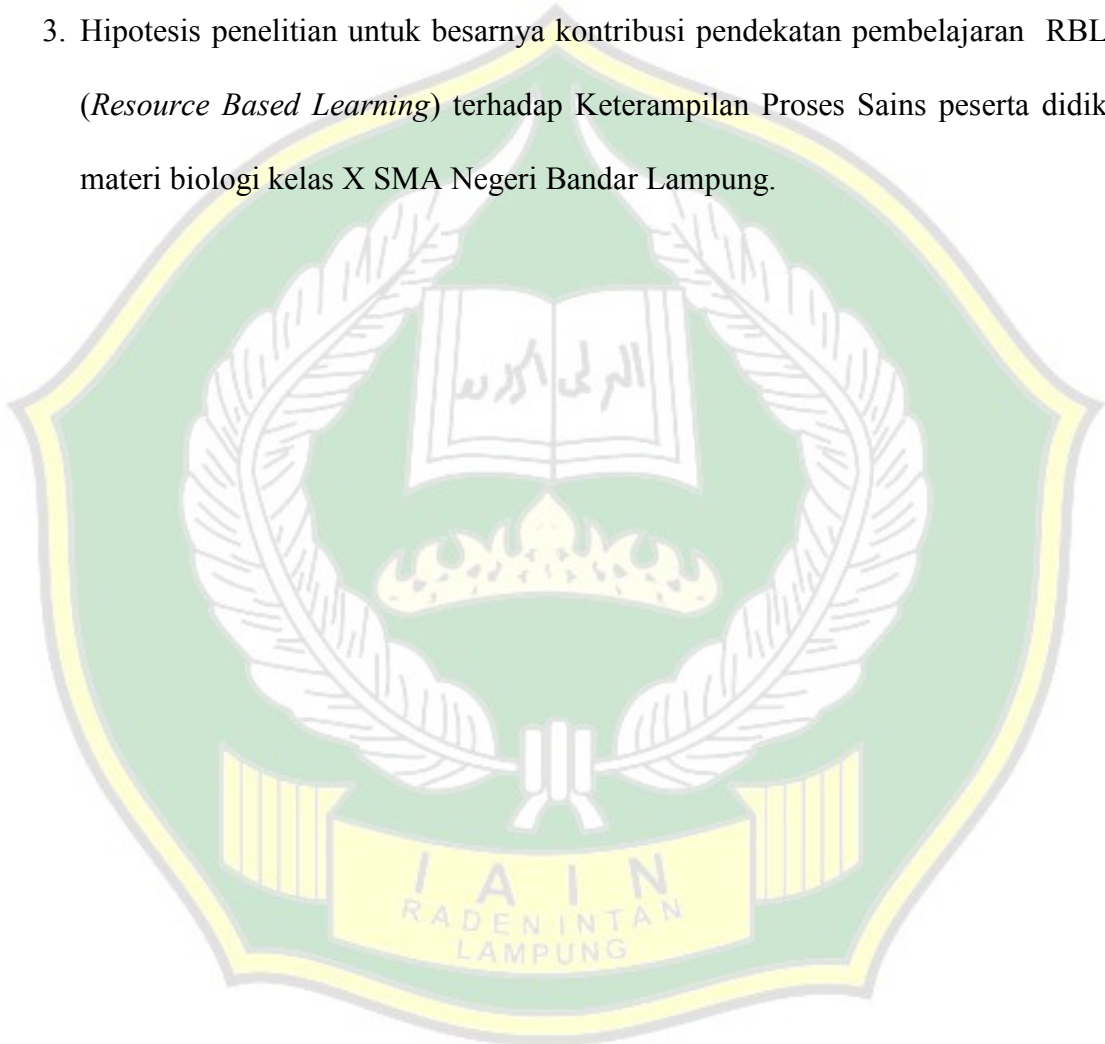 3. Hipotesis penelitian untuk besarnya kontribusi pendekatan pembelajaran RBL
(Resource Based Learning) terhadap Keterampilan Proses Sains peserta didik
materi biologi kelas X SMA Negeri Bandar Lampung.
I A I N
RADEN INTAN
LAMPUNG